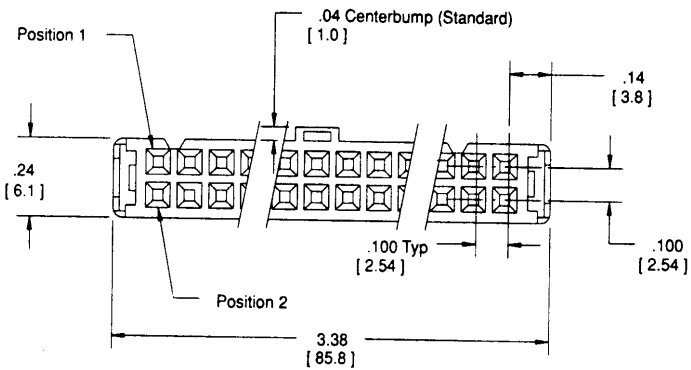 .04 Centerbump (Standard)
[ 1.0 ]
Position 1
.14
[ 3.8 ]
.24
[ 6.1 ]
.100 Typ
[ 2.54 ]
.100
[ 2.54 ]
Position 2
3.38
[ 85.8 ]